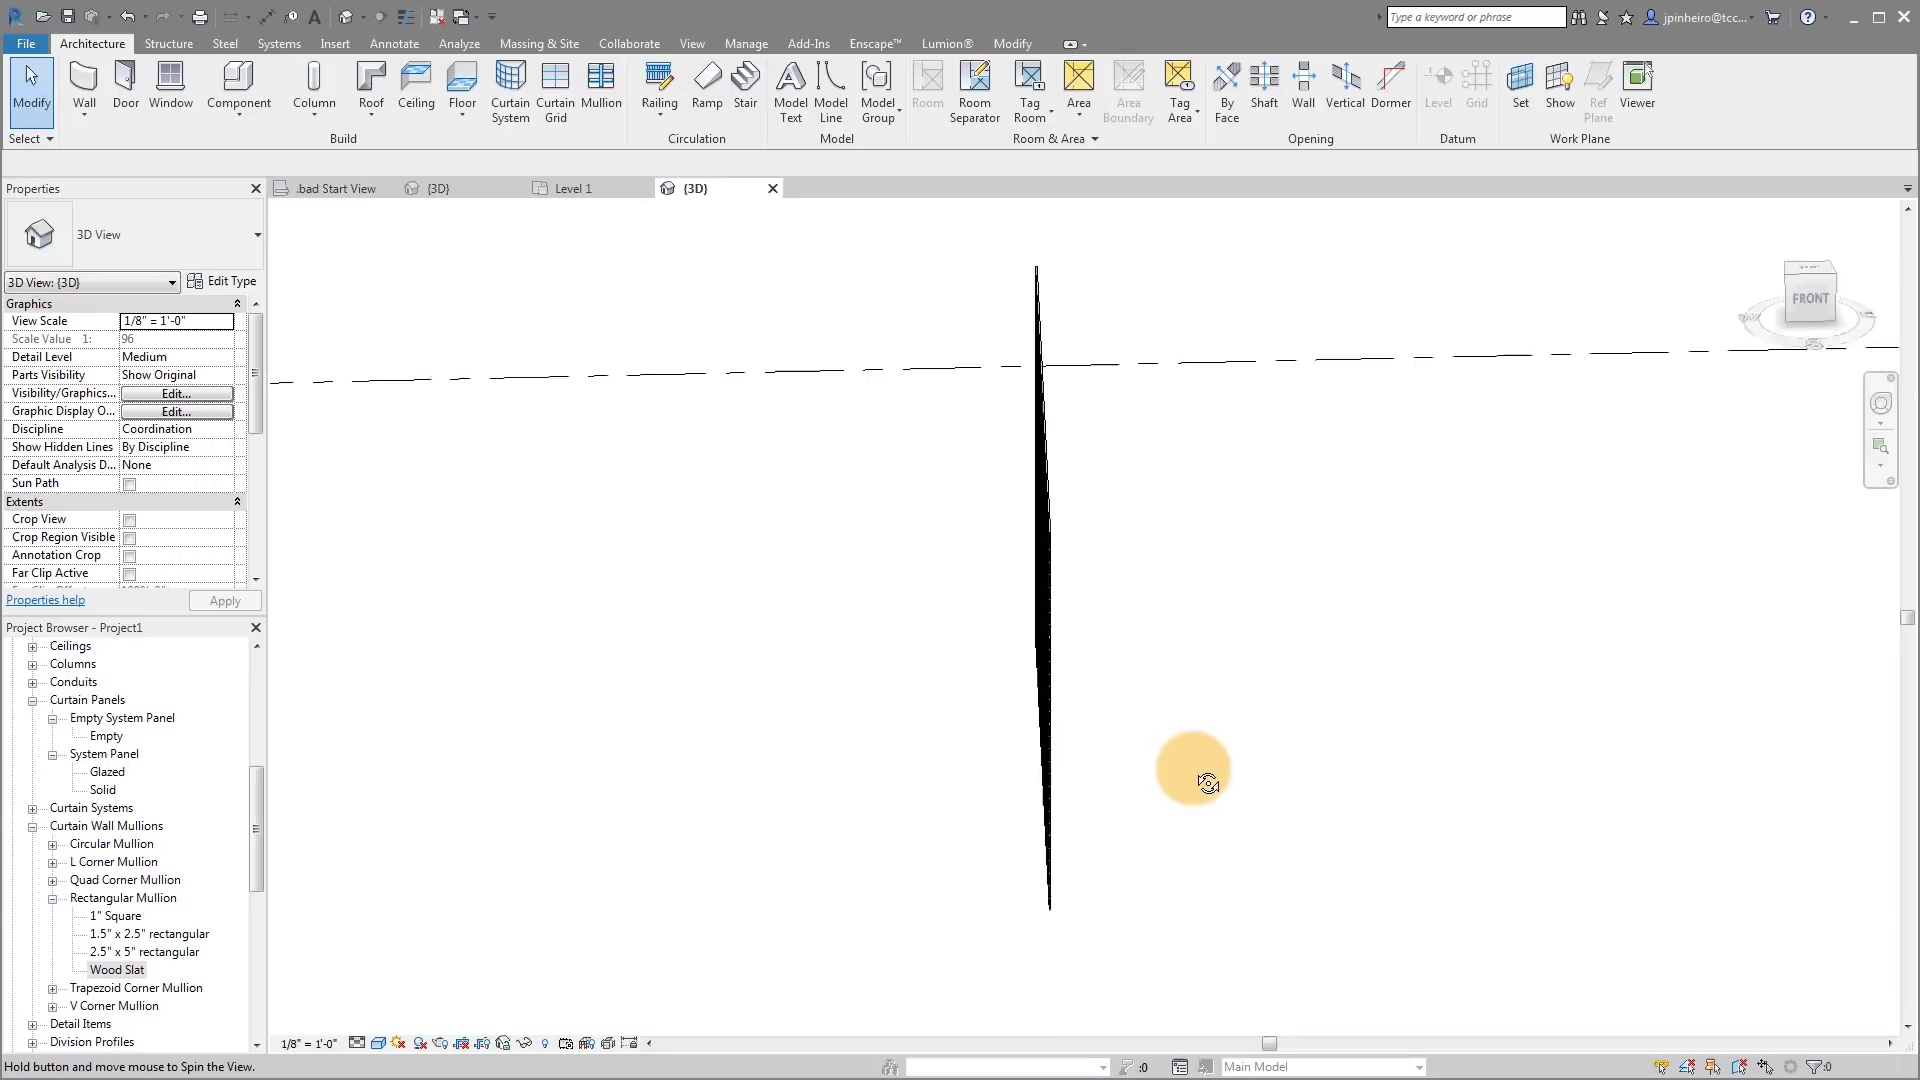 Type a keyword or phrase
jpinheiro@tcc...
File Architecture Structure Steel Systems Insert Annotate Analyze Massing & Site Collaborate View Manage Add-Ins Enscape™ Lumion® Modify
Modify Wall Door Window Component Column Roof Ceiling Floor Curtain System Curtain Grid Mullion Railing Ramp Stair Model Text Model Line Model Group Room Room Separator Tag Room Area Area Boundary Tag Area By Face Shaft Wall Vertical Dormer Level Grid Set Show Ref Plane Viewer
Select Build Circulation Model Room & Area Opening Datum Work Plane
Properties
.bad Start View {3D} Level 1 {3D}
3D View
3D View: {3D} Edit Type
Graphics
View Scale 1/8" = 1'-0"
Scale Value 1: 96
Detail Level Medium
Parts Visibility Show Original
Visibility/Graphics... Edit...
Graphic Display O... Edit...
Discipline Coordination
Show Hidden Lines By Discipline
Default Analysis D... None
Sun Path
Extents
Crop View
Crop Region Visible
Annotation Crop
Far Clip Active
Properties help Apply
FRONT
Project Browser - Project1
Ceilings
Columns
Conduits
Curtain Panels
Empty System Panel
Empty
System Panel
Glazed
Solid
Curtain Systems
Curtain Wall Mullions
Circular Mullion
L Corner Mullion
Quad Corner Mullion
Rectangular Mullion
1" Square
1.5" x 2.5" rectangular
2.5" x 5" rectangular
Wood Slat
Trapezoid Corner Mullion
V Corner Mullion
Detail Items
Division Profiles
1/8" = 1'-0"
Hold button and move mouse to Spin the View.
:0 Main Model :0